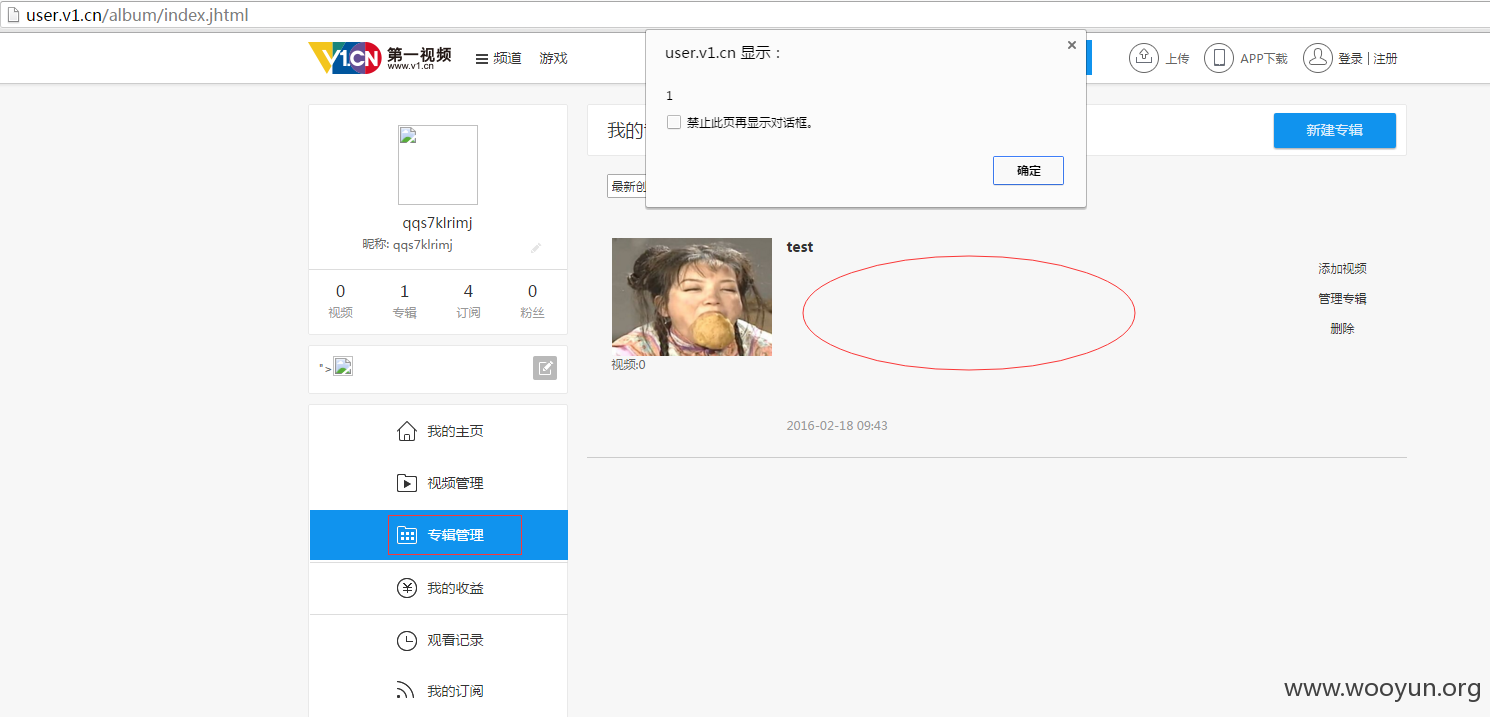 user.v1.cn/album/index.jhtml
V1.CN 第一视频 www.v1.cn
频道 游戏
上传 APP下载 登录 | 注册
user.v1.cn 显示：
1
禁止此页再显示对话框。
确定
我的
新建专辑
最新创
qqs7klrimj
昵称: qqs7klrimj
0 1 4 0
视频 专辑 订阅 粉丝
">
我的主页
视频管理
专辑管理
我的收益
观看记录
我的订阅
test
视频:0
2016-02-18 09:43
添加视频
管理专辑
删除
www.wooyun.org